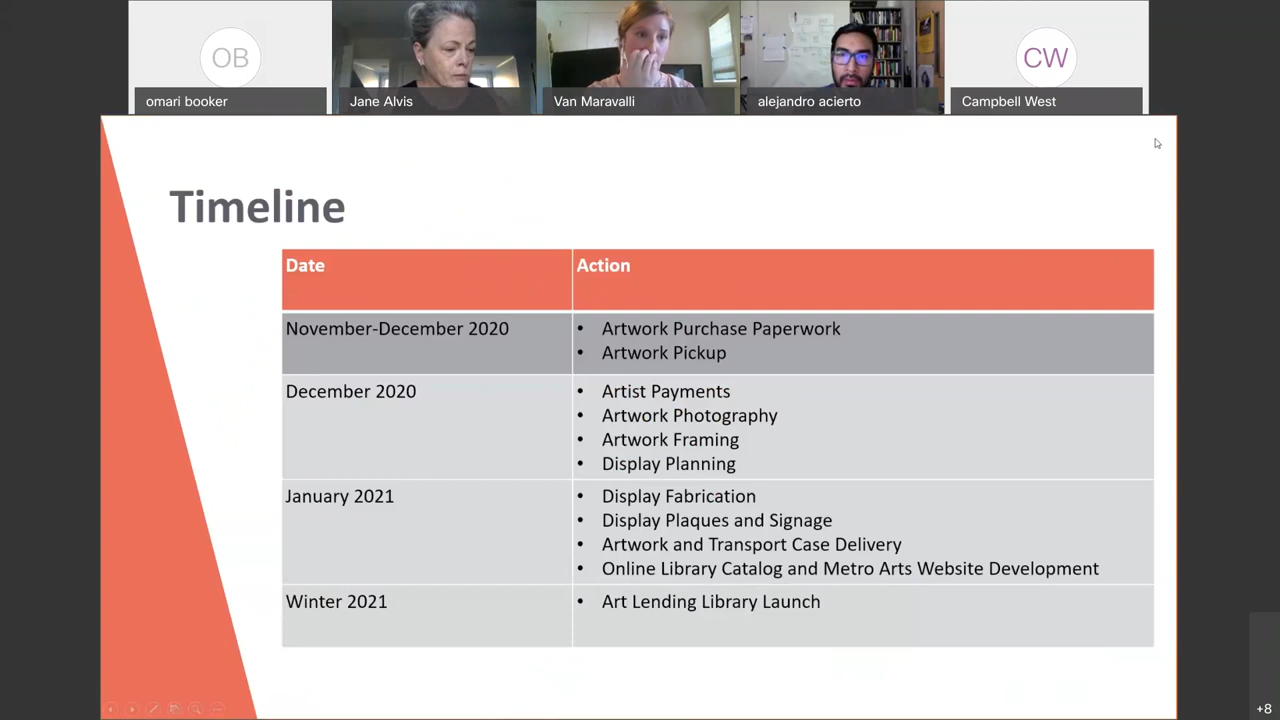 OB
CW
omari booker
Jane Alvis
Van Maravalli
alejandro acierto
Campbell West
Timeline
Date Action
November-December 2020
• Artwork Purchase Paperwork
• Artwork Pickup
December 2020
• Artist Payments
• Artwork Photography
• Artwork Framing
• Display Planning
January 2021
• Display Fabrication
• Display Plaques and Signage
• Artwork and Transport Case Delivery
• Online Library Catalog and Metro Arts Website Development
Winter 2021
• Art Lending Library Launch
+8